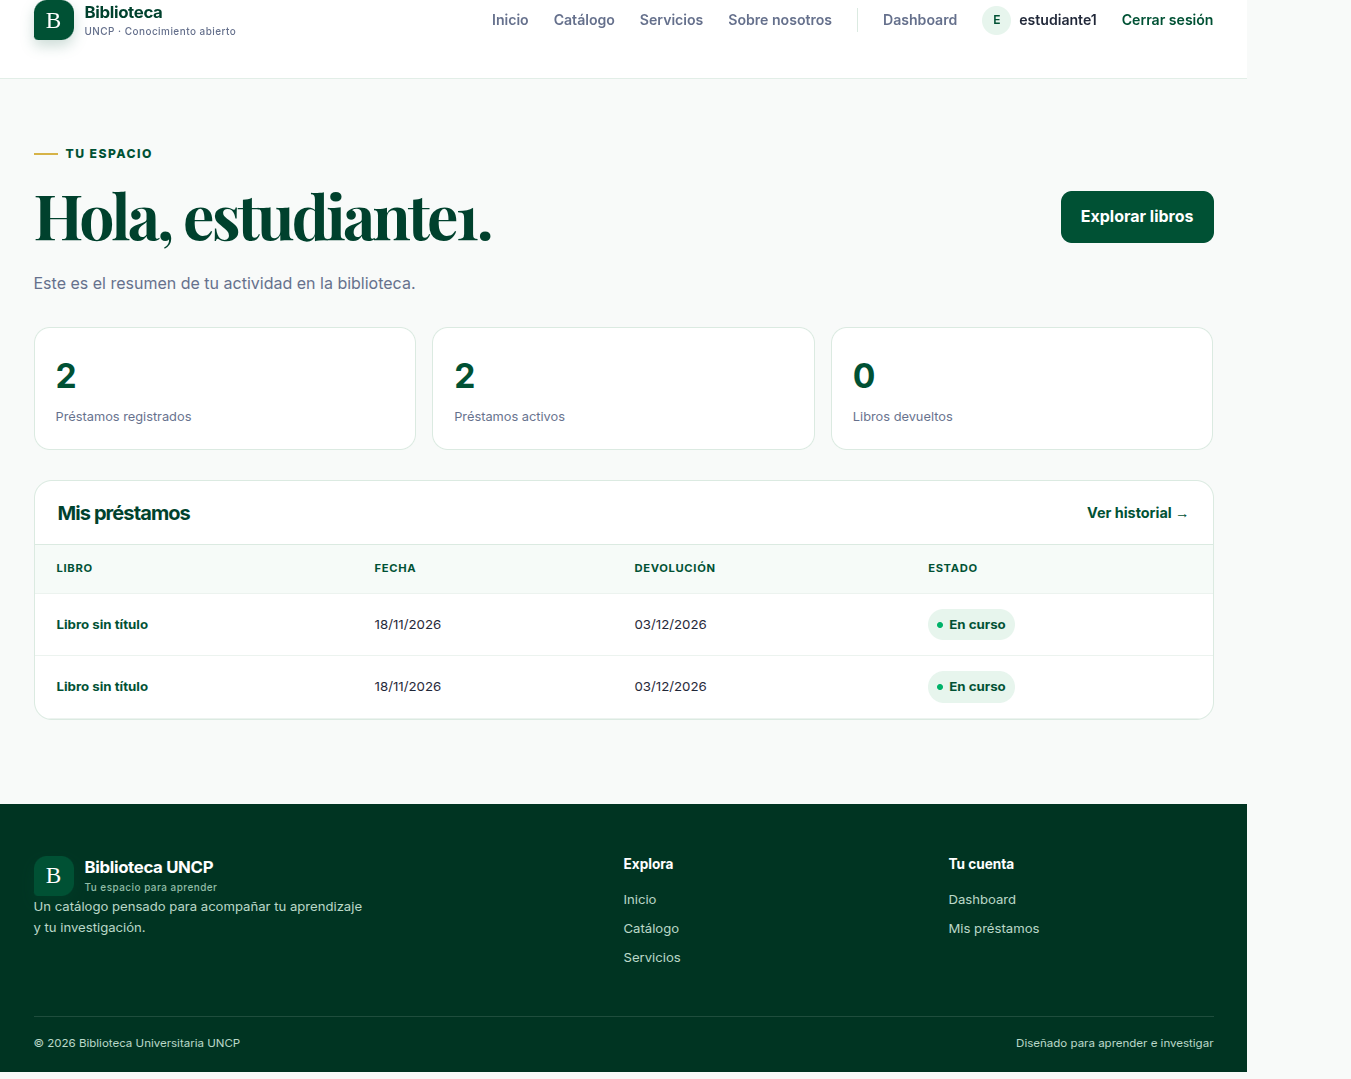 B
Biblioteca
UNCP · Conocimiento abierto
Inicio Catálogo Servicios Sobre nosotros Dashboard E estudiante1 Cerrar sesión
TU ESPACIO
Hola, estudiante1.
Explorar libros
Este es el resumen de tu actividad en la biblioteca.
2
Préstamos registrados
2
Préstamos activos
0
Libros devueltos
Mis préstamos
Ver historial →
LIBRO FECHA DEVOLUCIÓN ESTADO
Libro sin título 18/11/2026 03/12/2026 En curso
Libro sin título 18/11/2026 03/12/2026 En curso
B
Biblioteca UNCP
Tu espacio para aprender
Un catálogo pensado para acompañar tu aprendizaje
y tu investigación.
Explora
Inicio
Catálogo
Servicios
Tu cuenta
Dashboard
Mis préstamos
© 2026 Biblioteca Universitaria UNCP
Diseñado para aprender e investigar